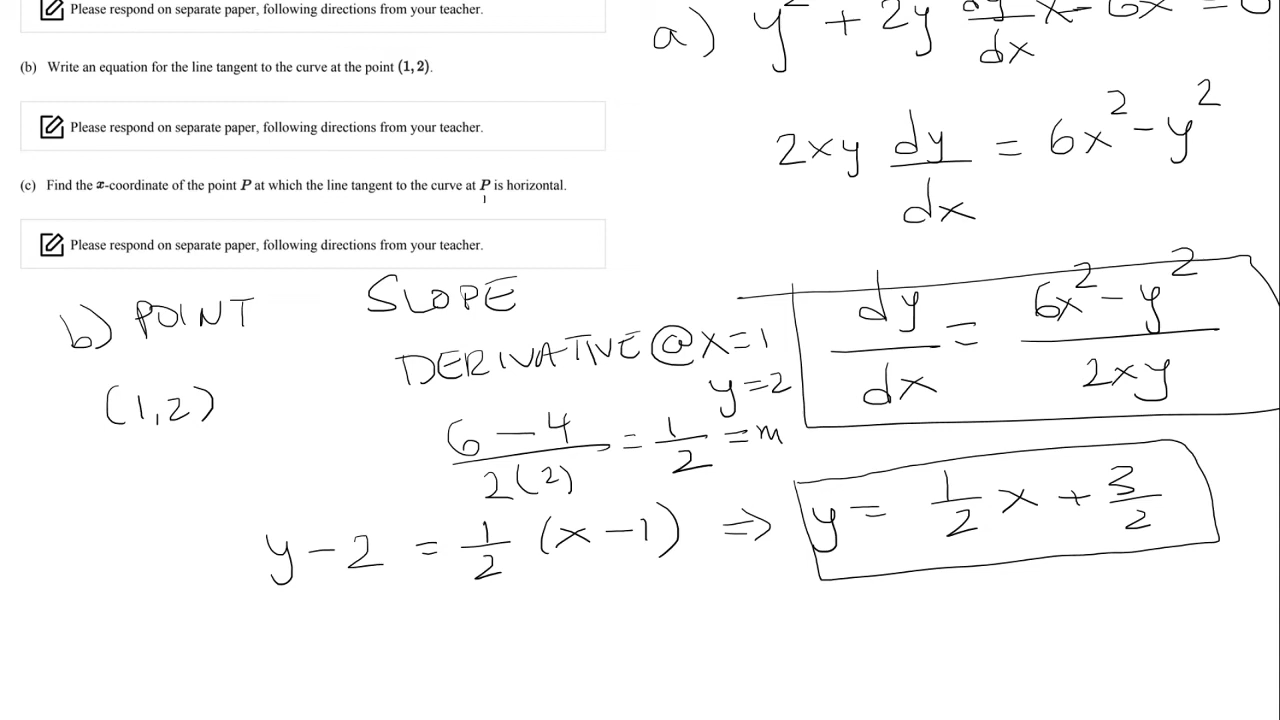 Please respond on separate paper, following directions from your teacher.
(b) Write an equation for the line tangent to the curve at the point (1, 2).
Please respond on separate paper, following directions from your teacher.
(c) Find the x-coordinate of the point P at which the line tangent to the curve at P is horizontal.
Please respond on separate paper, following directions from your teacher.
a) y² + 2y dy/dx x - 6x² = 0
2xy dy/dx = 6x² - y²
dy/dx = (6x² - y²)/(2xy)
b) POINT
(1,2)
SLOPE
DERIVATIVE @ x=1
y=2
(6 - 4)/(2(2)) = 1/2 = m
y - 2 = 1/2 (x - 1) ⇒ y = 1/2 x + 3/2